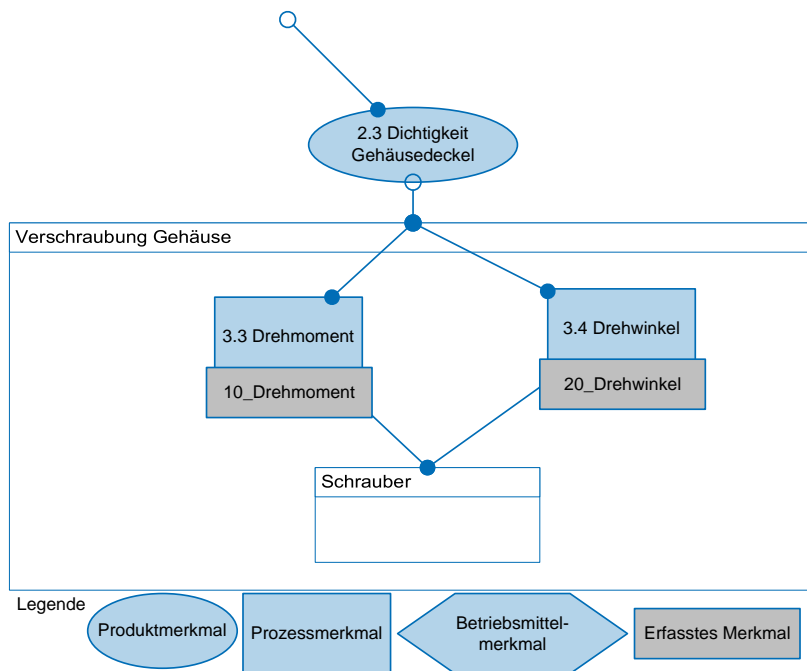 2.3 Dichtigkeit
Gehäusedeckel
Verschraubung Gehäuse
3.3 Drehmoment
3.4 Drehwinkel
10_Drehmoment
20_Drehwinkel
Schrauber
Legende
Produktmerkmal
Prozessmerkmal
Betriebsmittel-
merkmal
Erfasstes Merkmal